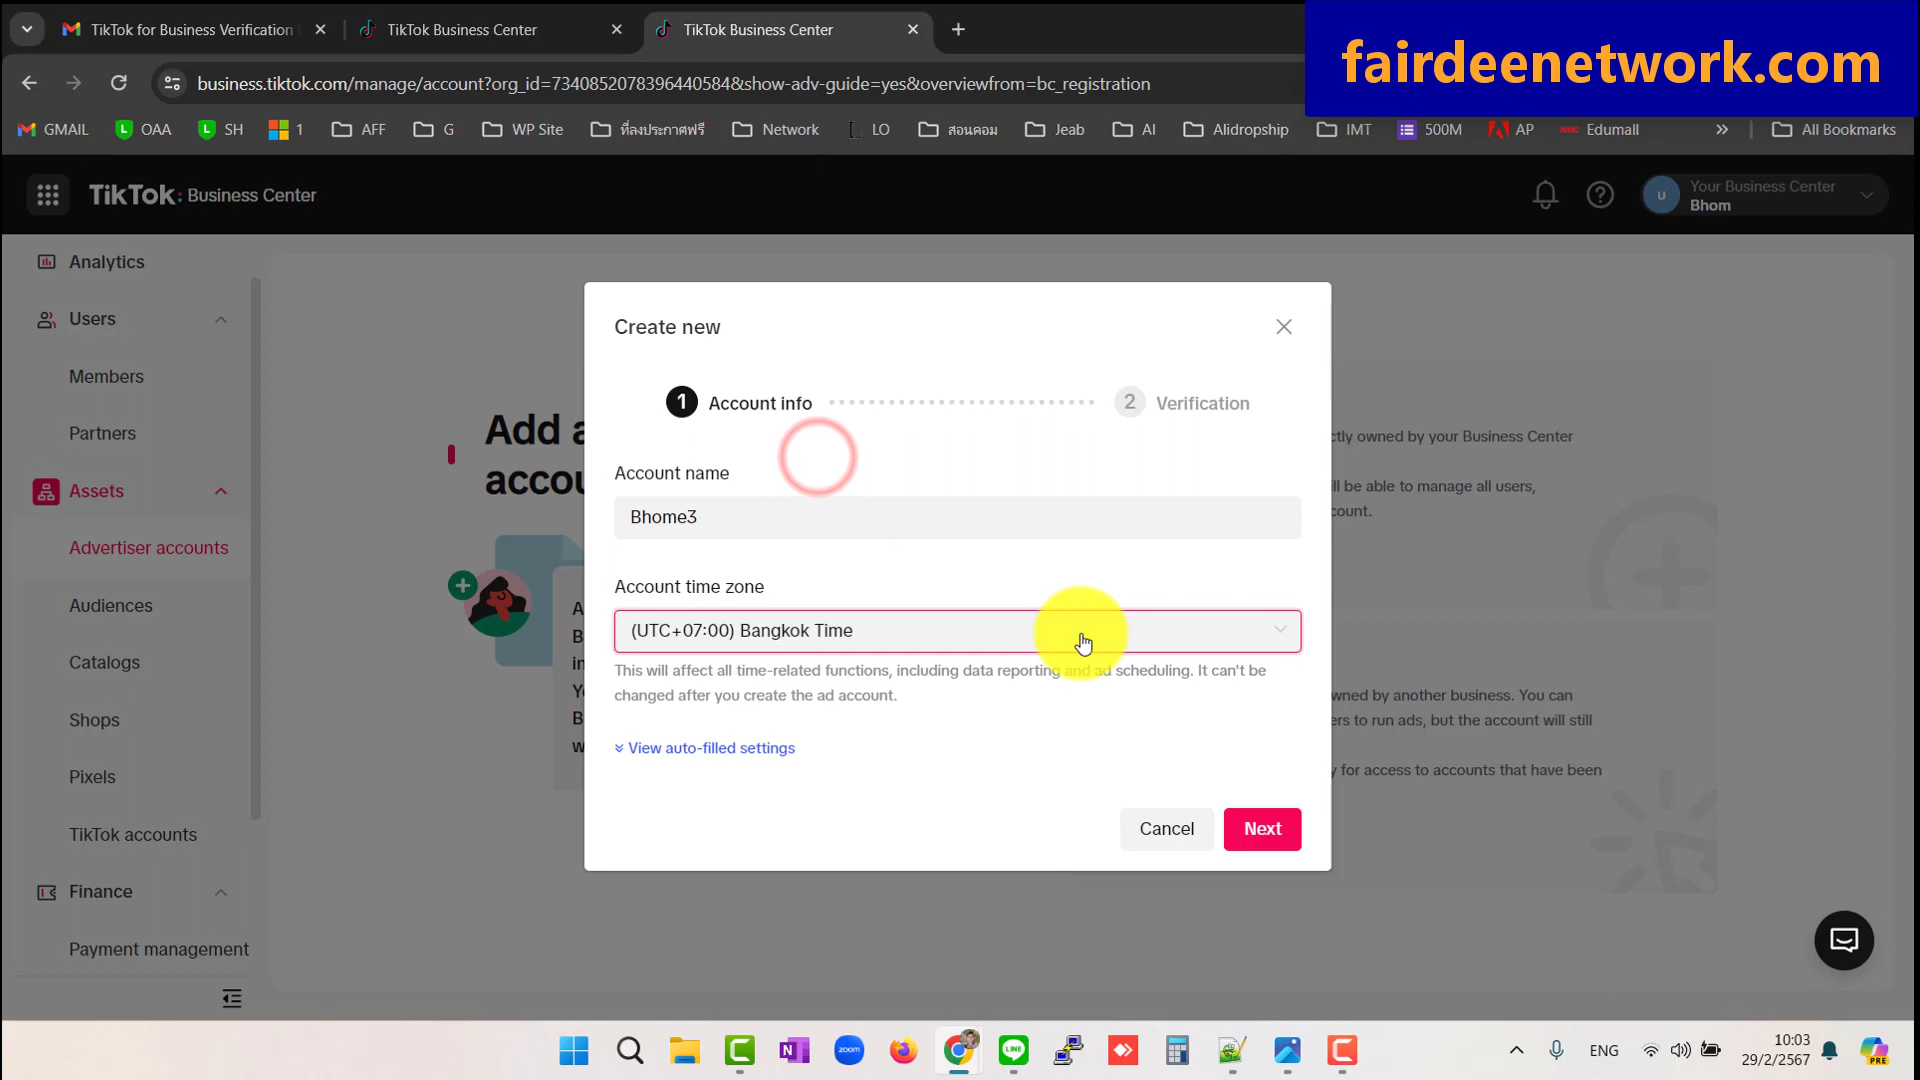 TikTok for Business Verification
TikTok Business Center
TikTok Business Center
fairdeenetwork.com
business.tiktok.com/manage/account?org_id=7340852078396440584&show-adv-guide=yes&overviewfrom=bc_registration
GMAIL
OAA
SH
1
AFF
G
WP Site
ที่ลงประกาศฟรี
Network
LO
สอนคอม
Jeab
AI
Alidropship
IMT
500M
AP
Edumall
All Bookmarks
TikTok: Business Center
U
Your Business Center
Bhom
Analytics
Users
Members
Partners
Assets
Advertiser accounts
Audiences
Catalogs
Shops
Pixels
TikTok accounts
Finance
Payment management
Add a
accou
Create new
1 Account info
2 Verification
Account name
Bhome3
Account time zone
(UTC+07:00) Bangkok Time
This will affect all time-related functions, including data reporting and ad scheduling. It can't be
changed after you create the ad account.
View auto-filled settings
Cancel
Next
ctly owned by your Business Center
ll be able to manage all users,
count.
wned by another business. You can
ers to run ads, but the account will still
y for access to accounts that have been
zoom
LINE
ENG
10:03
29/2/2567
PRE